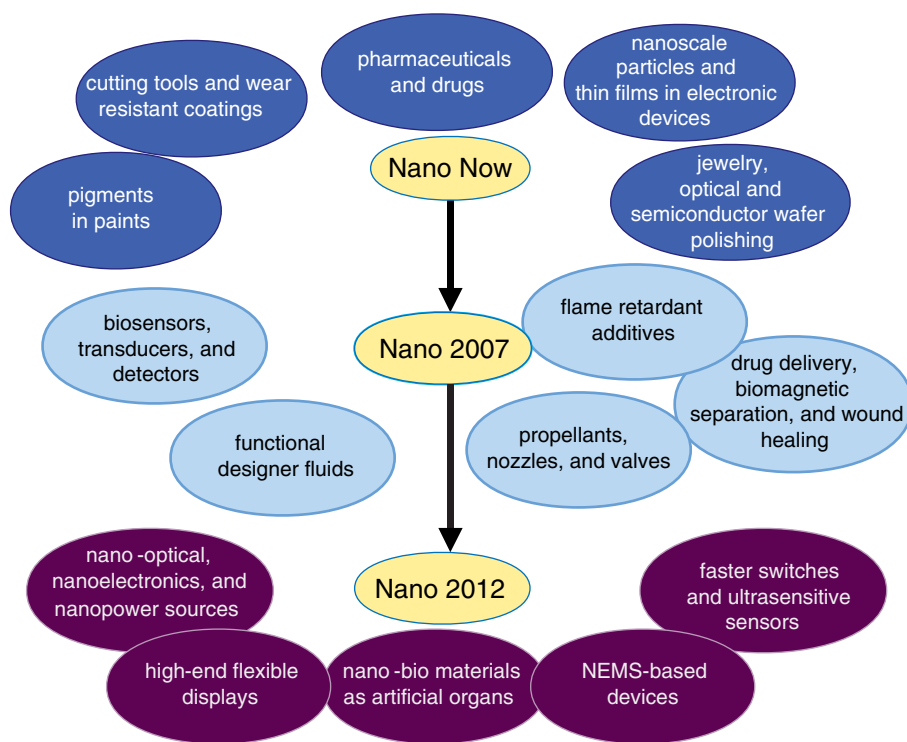 cutting tools and wear
resistant coatings
pharmaceuticals
and drugs
nanoscale
particles and
thin films in electronic
devices
pigments
in paints
Nano Now
jewelry,
optical and
semiconductor wafer
polishing
biosensors,
transducers, and
detectors
Nano 2007
flame retardant
additives
drug delivery,
biomagnetic
separation, and wound
healing
functional
designer fluids
propellants,
nozzles, and valves
nano-optical,
nanoelectronics, and
nanopower sources
Nano 2012
faster switches
and ultrasensitive
sensors
high-end flexible
displays
nano-bio materials
as artificial organs
NEMS-based
devices